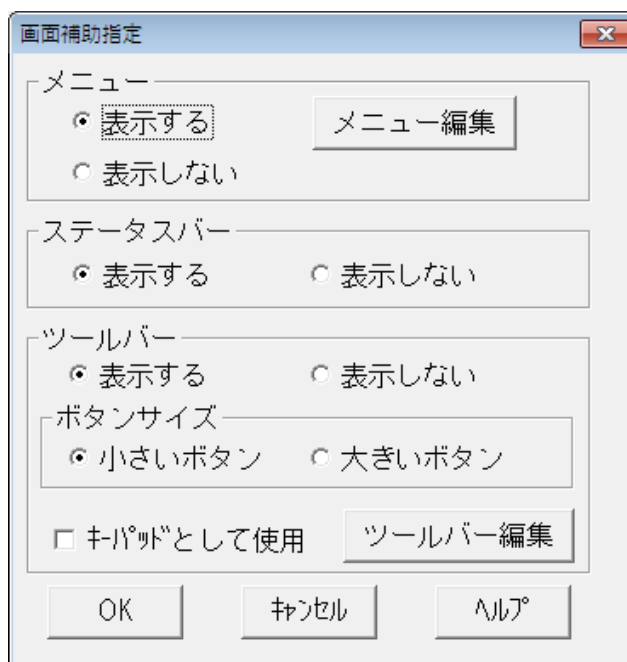 画面補助指定
メニュー
表示する
メニュー編集
表示しない
ステータスバー
表示する 表示しない
ツールバー
表示する 表示しない
ボタンサイズ
小さいボタン 大きいボタン
ｷｰﾊﾟｯﾄﾞとして使用
ツールバー編集
OK ｷｬﾝｾﾙ ﾍﾙﾌﾟ